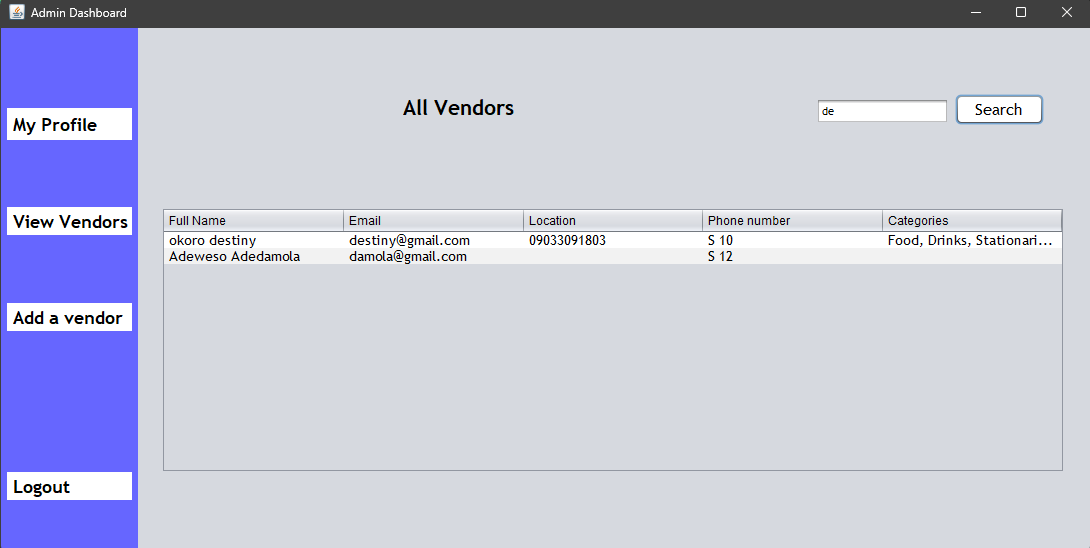 Admin Dashboard
My Profile
View Vendors
Add a vendor
Logout
All Vendors
de
Search
Full Name Email Location Phone number Categories
okoro destiny destiny@gmail.com 09033091803 S 10 Food, Drinks, Stationari...
Adeweso Adedamola damola@gmail.com S 12